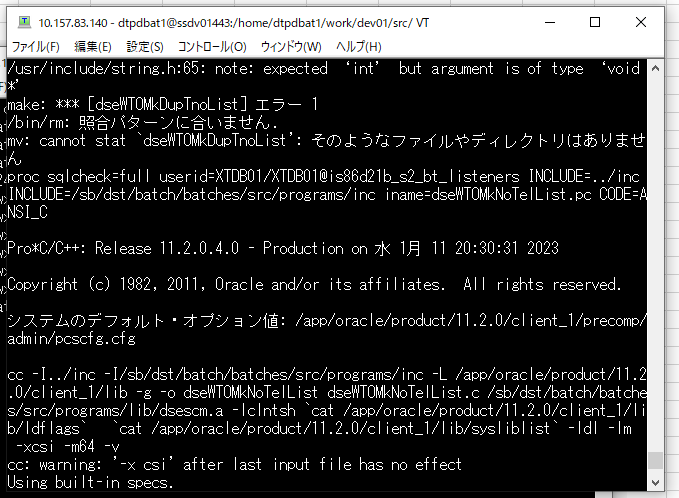 10.157.83.140 - dtpdbat1@ssdv01443:/home/dtpdbat1/work/dev01/src/ VT
ファイル(F) 編集(E) 設定(S) コントロール(O) ウィンドウ(W) ヘルプ(H)
/usr/include/string.h:65: note: expected ‘int’ but argument is of type ‘void
*’
make: *** [dseWTOMkDupTnoList] エラー 1
/bin/rm: 照合パターンに合いません.
mv: cannot stat `dseWTOMkDupTnoList': そのようなファイルやディレクトリはありませ
ん
proc sqlcheck=full userid=XTDB01/XTDB01@is86d21b_s2_bt_listeners INCLUDE=../inc
INCLUDE=/sb/dst/batch/batches/src/programs/inc iname=dseWTOMkNoTelList.pc CODE=A
NSI_C
Pro*C/C++: Release 11.2.0.4.0 - Production on 水 1月 11 20:30:31 2023
Copyright (c) 1982, 2011, Oracle and/or its affiliates.  All rights reserved.
システムのデフォルト・オプション値: /app/oracle/product/11.2.0/client_1/precomp/
admin/pcscfg.cfg
cc -I../inc -I/sb/dst/batch/batches/src/programs/inc -L /app/oracle/product/11.2
.0/client_1/lib -g -o dseWTOMkNoTelList dseWTOMkNoTelList.c /sb/dst/batch/batche
s/src/programs/lib/dsescm.a -lclntsh `cat /app/oracle/product/11.2.0/client_1/li
b/ldflags`   `cat /app/oracle/product/11.2.0/client_1/lib/sysliblist` -ldl -lm
-xcsi -m64 -v
cc: warning: '-x csi' after last input file has no effect
Using built-in specs.